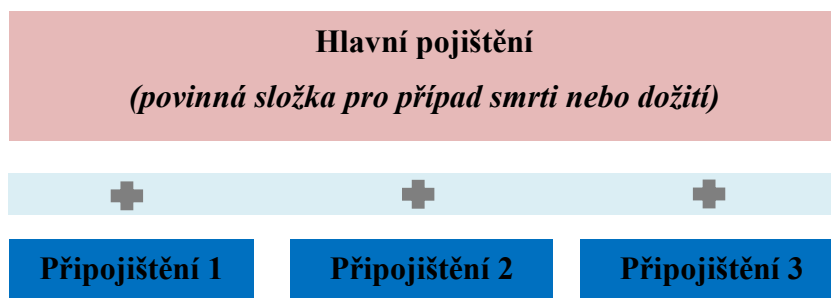 Hlavní pojištění
(povinná složka pro případ smrti nebo dožití)
Připojištění 1 Připojištění 2 Připojištění 3